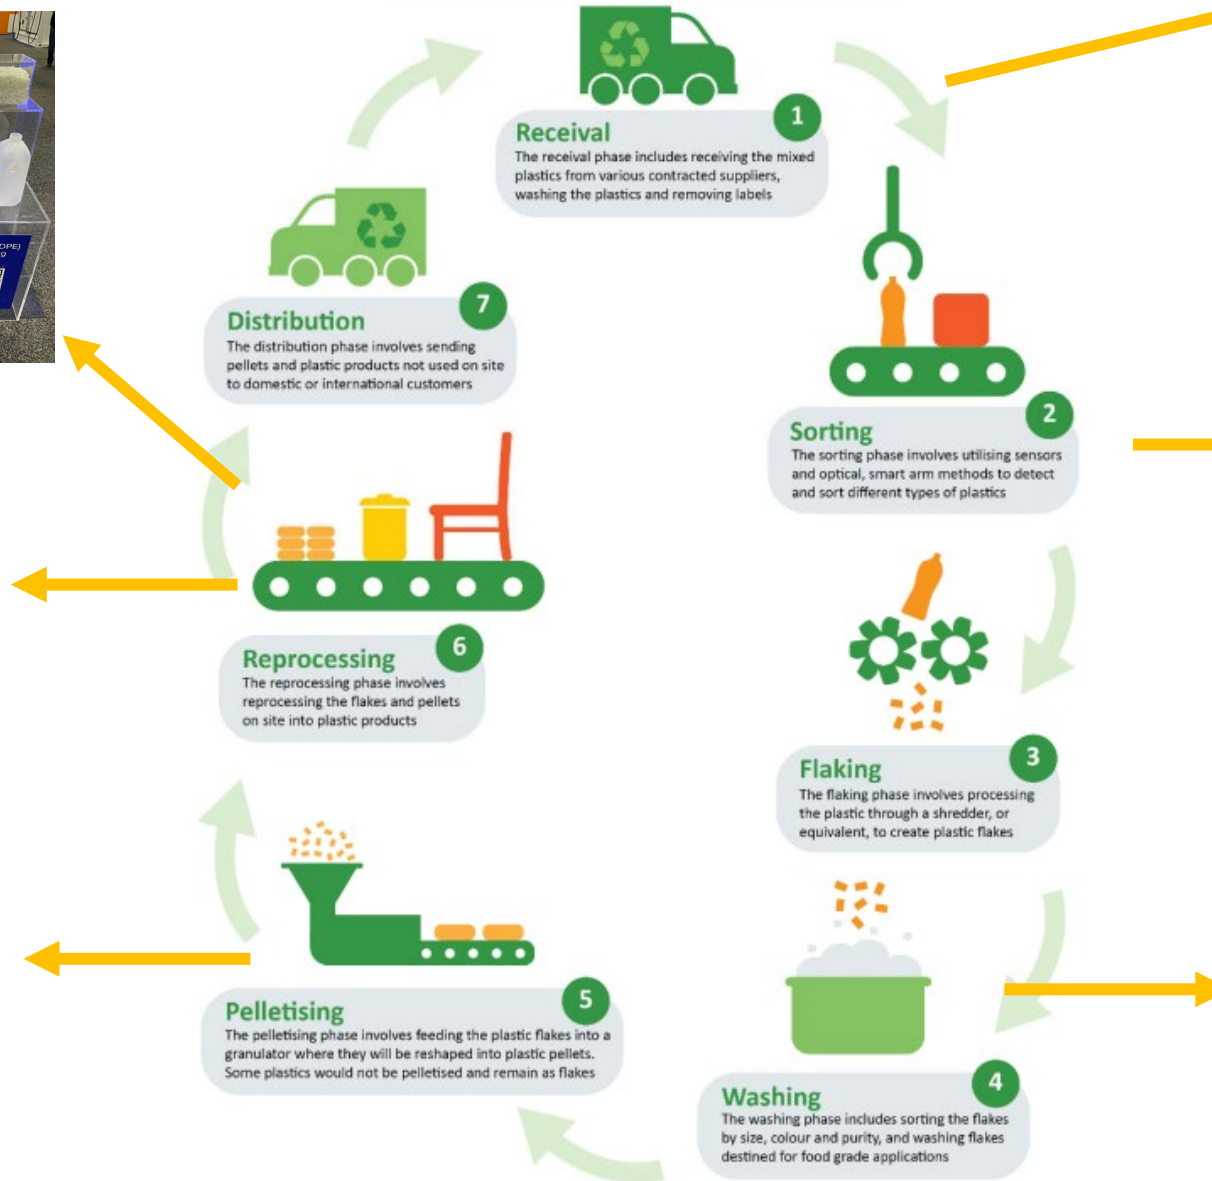 1
Receival
The receival phase includes receiving the mixed
plastics from various contracted suppliers,
washing the plastics and removing labels
2
Sorting
The sorting phase involves utilising sensors
and optical, smart arm methods to detect
and sort different types of plastics
3
Flaking
The flaking phase involves processing
the plastic through a shredder, or
equivalent, to create plastic flakes
4
Washing
The washing phase includes sorting the flakes
by size, colour and purity, and washing flakes
destined for food grade applications
5
Pelletising
The pelletising phase involves feeding the plastic flakes into a
granulator where they will be reshaped into plastic pellets.
Some plastics would not be pelletised and remain as flakes
6
Reprocessing
The reprocessing phase involves
reprocessing the flakes and pellets
on site into plastic products
7
Distribution
The distribution phase involves sending
pellets and plastic products not used on site
to domestic or international customers
DPE)